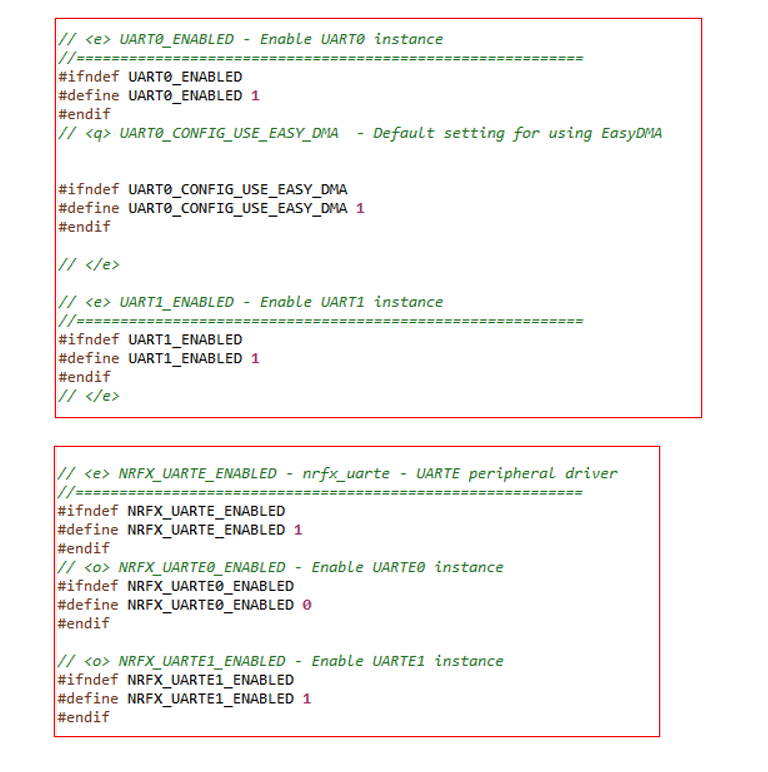 // <e> UART0_ENABLED - Enable UART0 instance
//==========================================================
#ifndef UART0_ENABLED
#define UART0_ENABLED 1
#endif
// <q> UART0_CONFIG_USE_EASY_DMA  - Default setting for using EasyDMA
#ifndef UART0_CONFIG_USE_EASY_DMA
#define UART0_CONFIG_USE_EASY_DMA 1
#endif
// </e>
// <e> UART1_ENABLED - Enable UART1 instance
//==========================================================
#ifndef UART1_ENABLED
#define UART1_ENABLED 1
#endif
// </e>
// <e> NRFX_UARTE_ENABLED - nrfx_uarte - UARTE peripheral driver
//==========================================================
#ifndef NRFX_UARTE_ENABLED
#define NRFX_UARTE_ENABLED 1
#endif
// <o> NRFX_UARTE0_ENABLED - Enable UARTE0 instance
#ifndef NRFX_UARTE0_ENABLED
#define NRFX_UARTE0_ENABLED 0
#endif
// <o> NRFX_UARTE1_ENABLED - Enable UARTE1 instance
#ifndef NRFX_UARTE1_ENABLED
#define NRFX_UARTE1_ENABLED 1
#endif